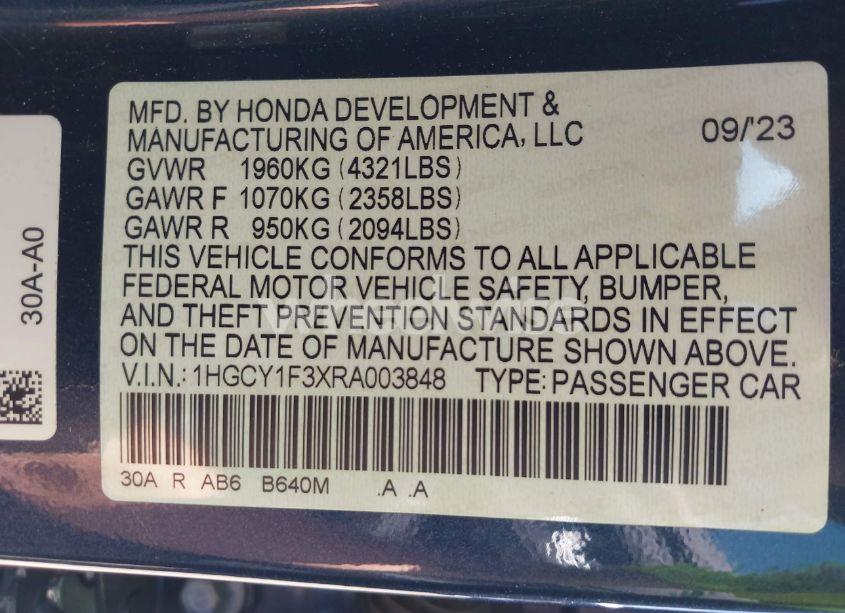 MFD. BY HONDA DEVELOPMENT &
MANUFACTURING OF AMERICA, LLC 09/'23
GVWR 1960KG (4321LBS)
GAWR F 1070KG (2358LBS)
GAWR R 950KG (2094LBS)
THIS VEHICLE CONFORMS TO ALL APPLICABLE
FEDERAL MOTOR VEHICLE SAFETY, BUMPER,
AND THEFT PREVENTION STANDARDS IN EFFECT
ON THE DATE OF MANUFACTURE SHOWN ABOVE.
V.I.N.: 1HGCY1F3XRA003848 TYPE: PASSENGER CAR
30A R AB6 B640M .A .A
30A-A0